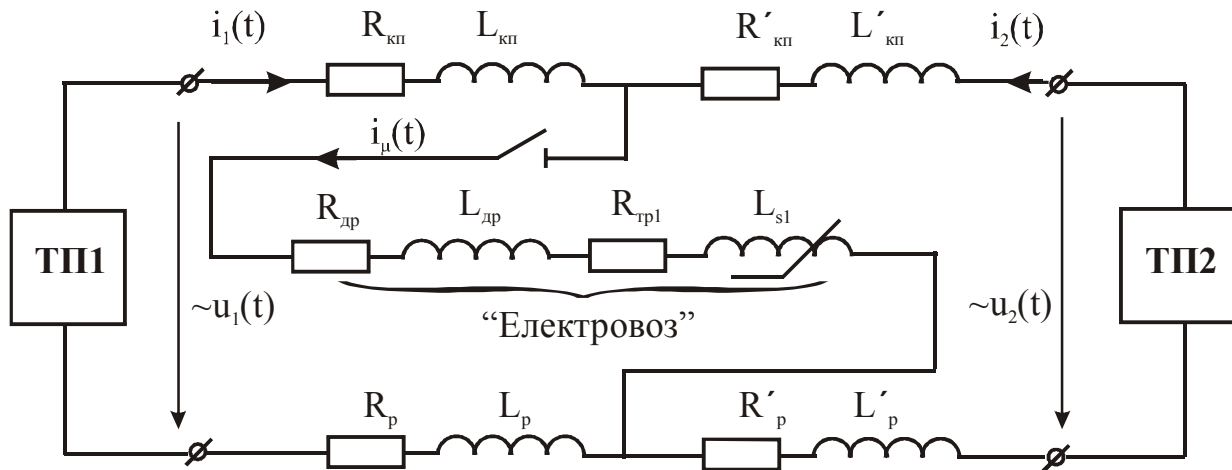 i₁(t) Rкп Lкп R´кп L´кп i₂(t)
iμ(t)
Rдр Lдр Rтр1 Ls1
ТП1 ТП2
~u₁(t) “Електровоз” ~u₂(t)
Rр Lр R´р L´р